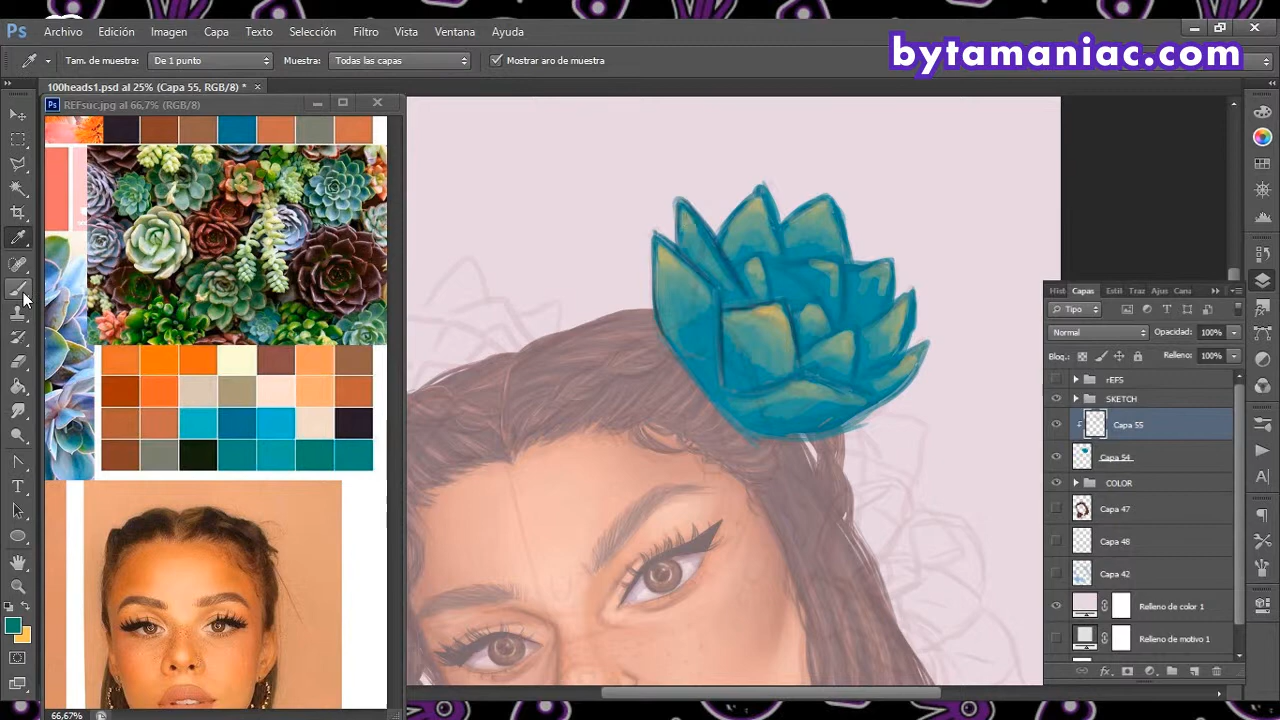 Ps Archivo Edición Imagen Capa Texto Selección Filtro Vista Ventana Ayuda
bytamaniac.com
Tam. de muestra: De 1 punto Muestra: Todas las capas Mostrar aro de muestra
100heads1.psd al 25% (Capa 55, RGB/8) * ×
Ps REFsuc.jpg al 66,7% (RGB/8)
Hist Capas Estil Traz Ajus Cana
Tipo
Normal Opacidad: 100%
Bloq.: Relleno: 100%
rEFS
SKETCH
Capa 55
Capa 54
COLOR
Capa 47
Capa 48
Capa 42
Relleno de color 1
Relleno de motivo 1
fx
66,67%